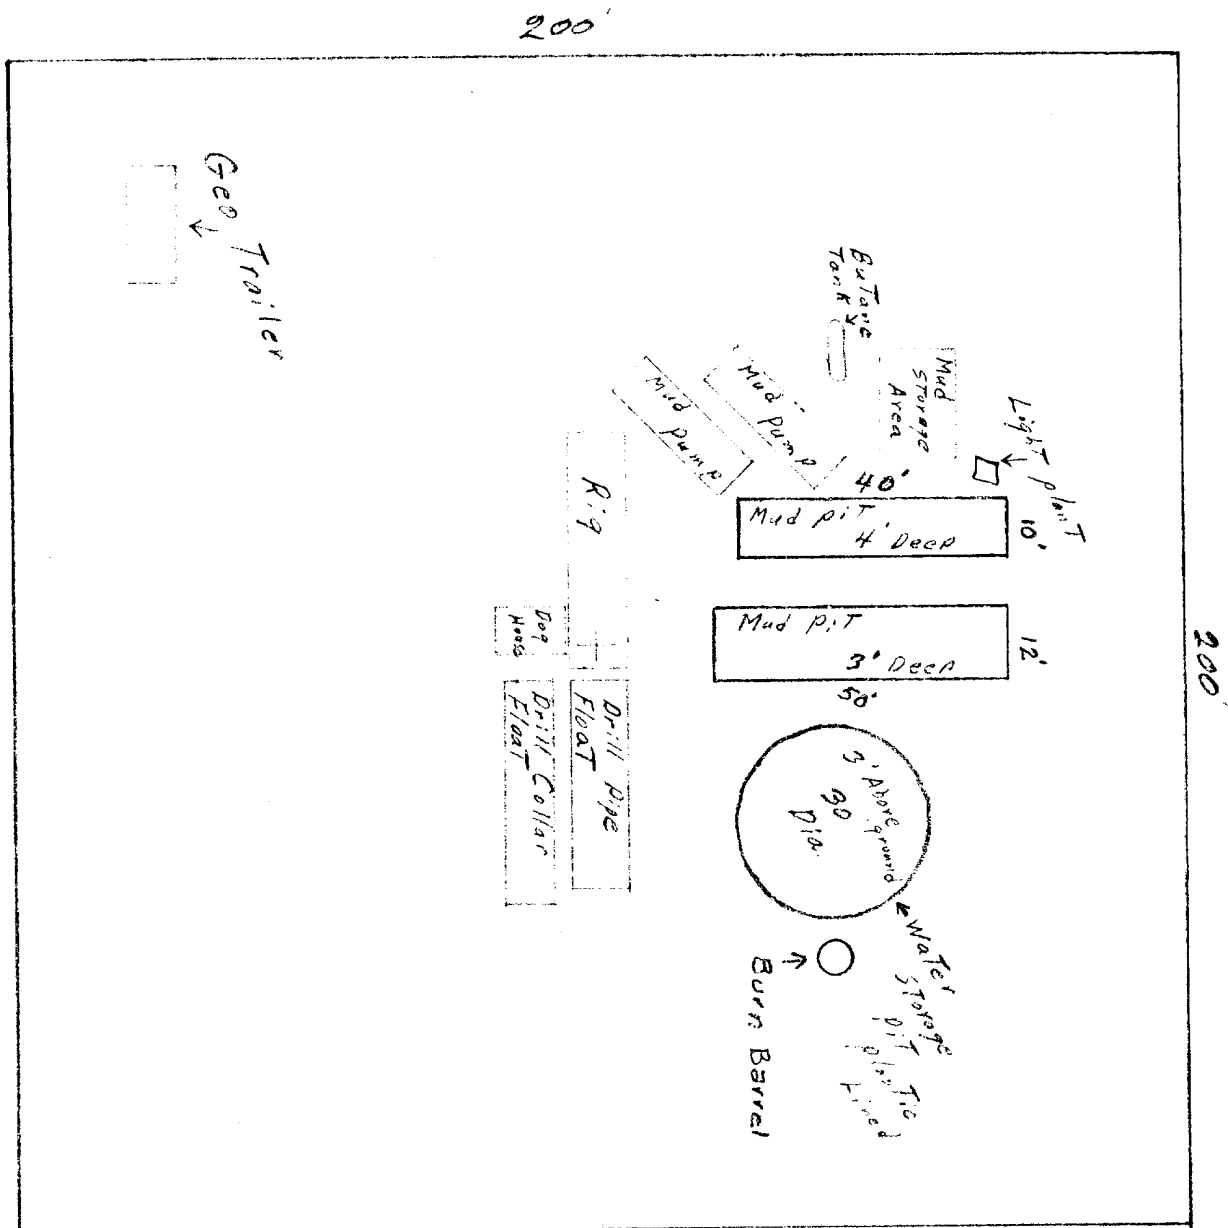 200'
Geo Trailer
Butane
Tank
Mud
Storage
Area
Light plant
Mud Pump
Mud Pump
Rig
40'
Mud pit
4' Deep
10'
Mud pit
3' Deep
12'
50'
200'
Dog
House
Drill Pipe
Float
Drill Collar
Float
3' Above
ground
30
Dia.
Water
Storage
pit
plastic
Lined
Burn Barrel